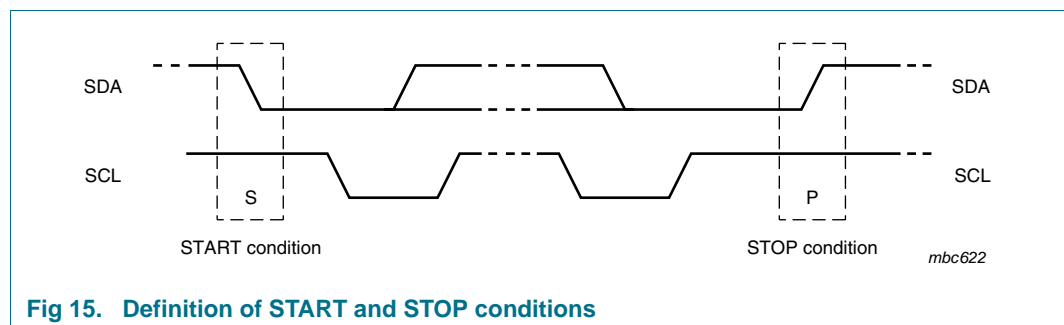 SDA
SDA
SCL
SCL
S
P
START condition
STOP condition
mbc622
Fig 15. Definition of START and STOP conditions